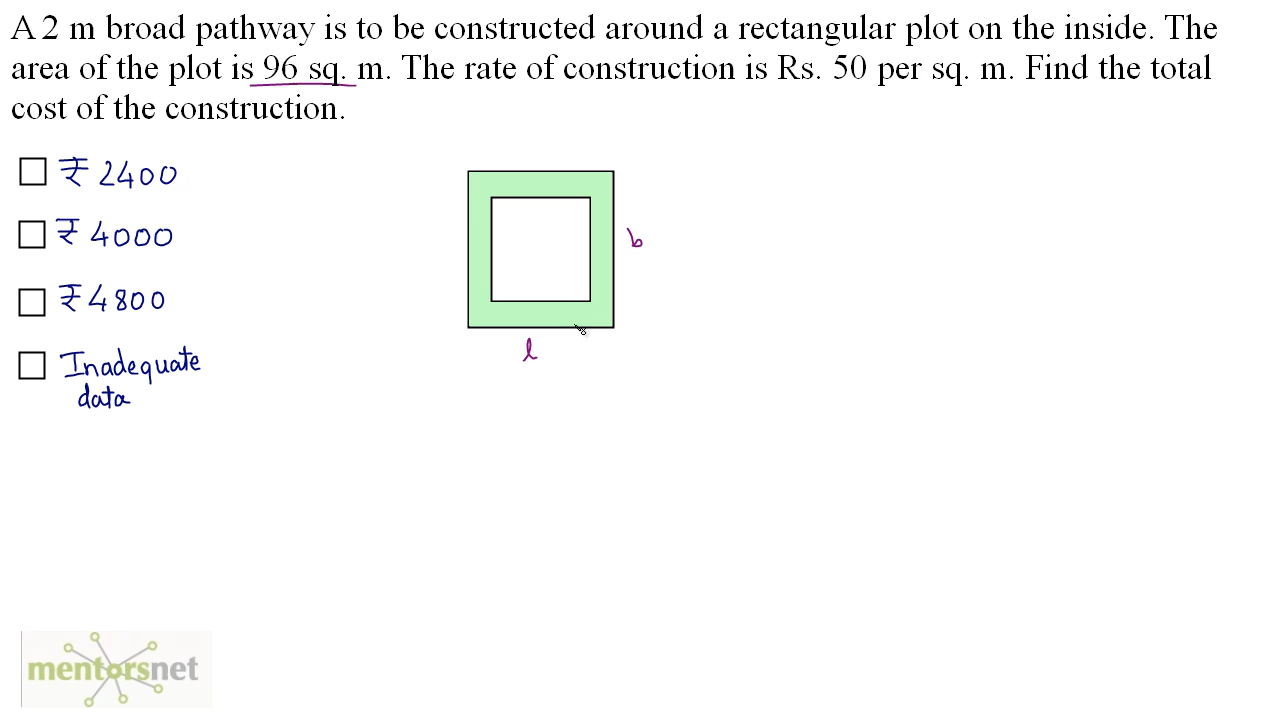 A 2 m broad pathway is to be constructed around a rectangular plot on the inside. The
area of the plot is 96 sq. m. The rate of construction is Rs. 50 per sq. m. Find the total
cost of the construction.
₹ 2400
₹ 4000
₹ 4800
Inadequate
data
b
l
mentorsnet